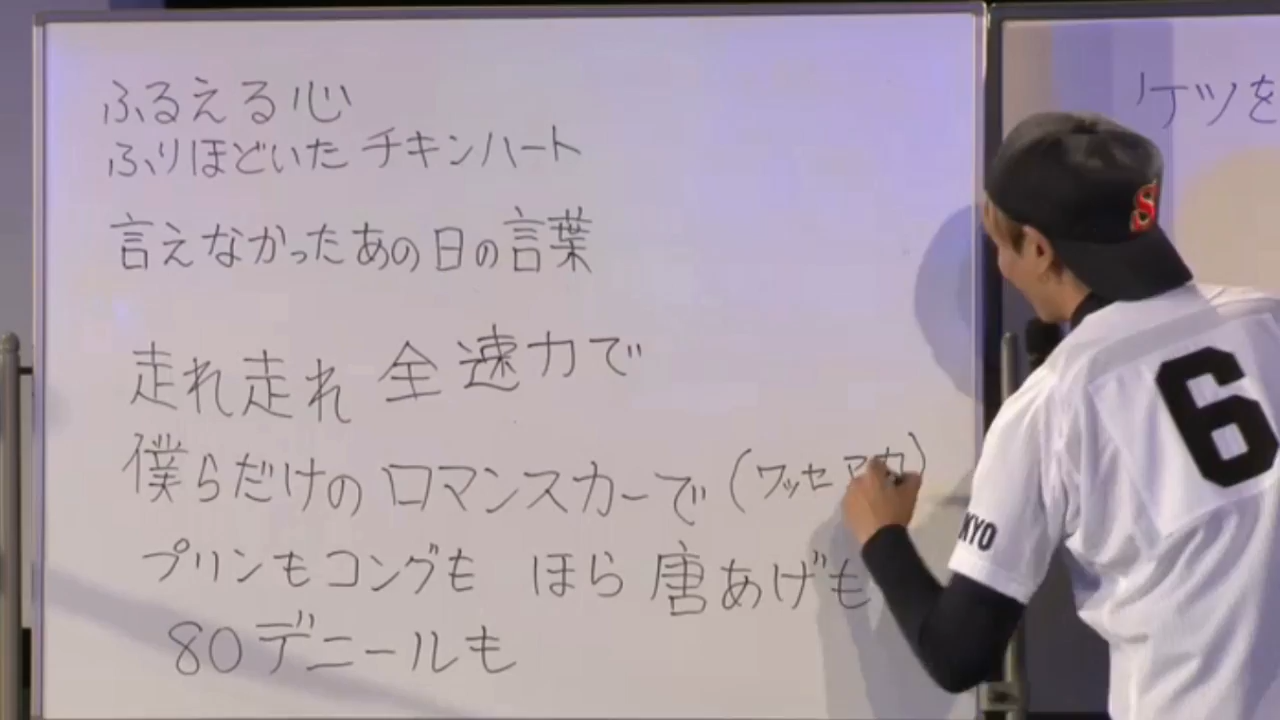 ふるえる心
ふりほどいた チキンハート
言えなかったあの日の言葉
走れ走れ 全速力で
僕らだけの ロマンスカーで (ワッセ
プリンもコングも ほら 唐あげも
80デニールも
ケツを
S
6
KYO